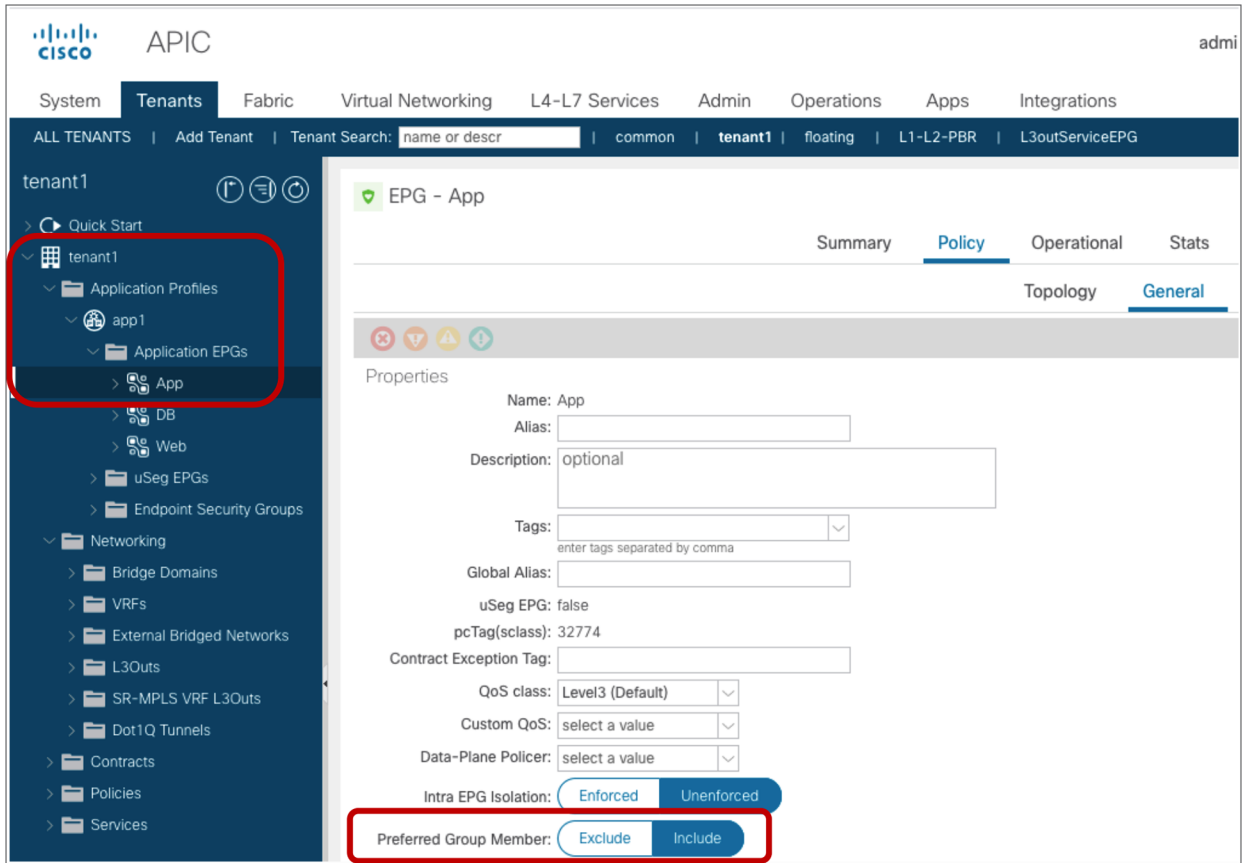 cisco APIC admi
System Tenants Fabric Virtual Networking L4-L7 Services Admin Operations Apps Integrations
ALL TENANTS | Add Tenant | Tenant Search: name or descr | common | tenant1 | floating | L1-L2-PBR | L3outServiceEPG
tenant1
Quick Start
tenant1
Application Profiles
app1
Application EPGs
App
DB
Web
uSeg EPGs
Endpoint Security Groups
Networking
Bridge Domains
VRFs
External Bridged Networks
L3Outs
SR-MPLS VRF L3Outs
Dot1Q Tunnels
Contracts
Policies
Services
EPG - App
Summary Policy Operational Stats
Topology General
Properties
Name: App
Alias:
Description: optional
Tags:
enter tags separated by comma
Global Alias:
uSeg EPG: false
pcTag(sclass): 32774
Contract Exception Tag:
QoS class: Level3 (Default)
Custom QoS: select a value
Data-Plane Policer: select a value
Intra EPG Isolation: Enforced Unenforced
Preferred Group Member: Exclude Include